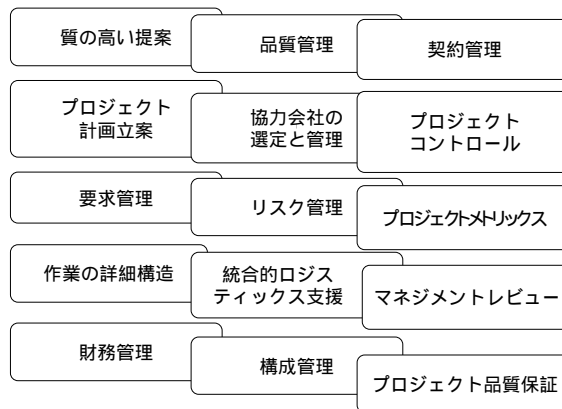 質の高い提案
品質管理
契約管理
プロジェクト
計画立案
協力会社の
選定と管理
プロジェクト
コントロール
要求管理
リスク管理
プロジェクトメトリックス
作業の詳細構造
統合的ロジス
ティックス支援
マネジメントレビュー
財務管理
構成管理
プロジェクト品質保証